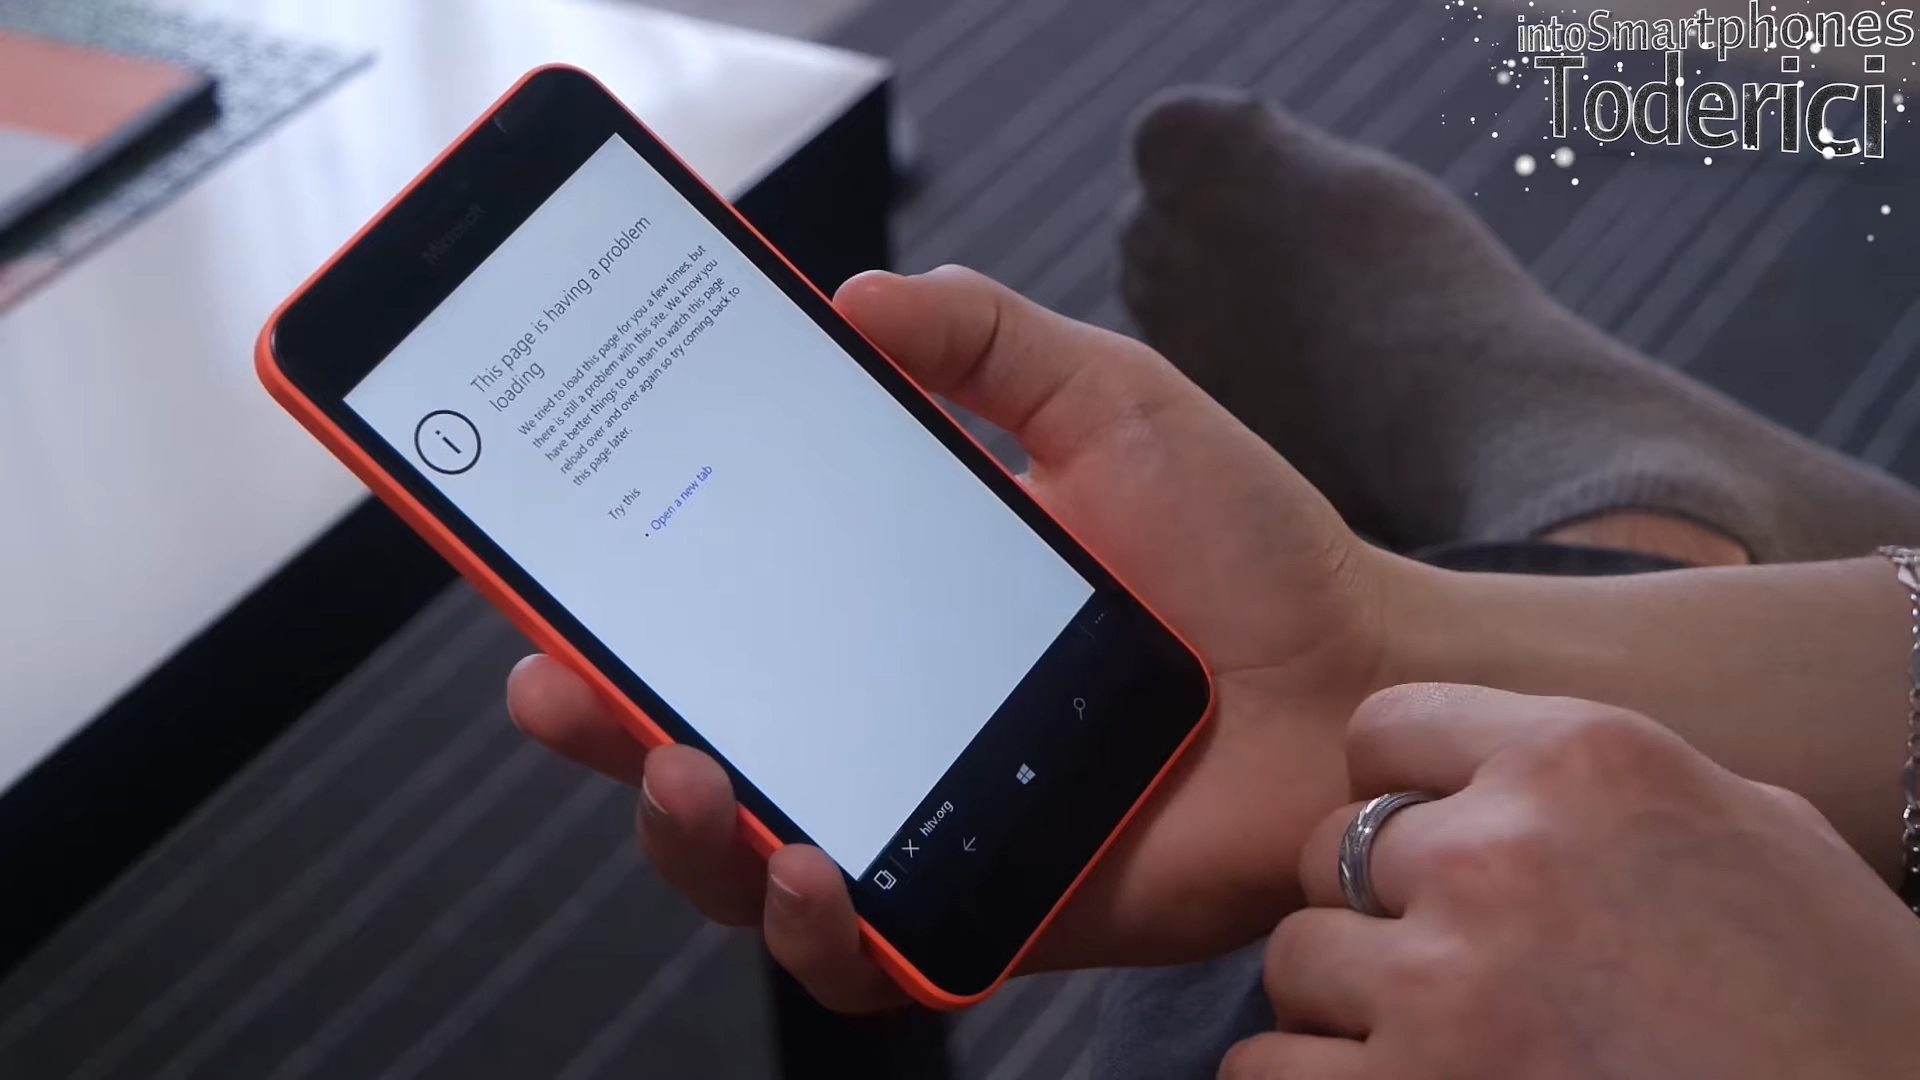 intoSmartphones
Toderici
Microsoft
This page is having a problem
loading
We tried to load this page for you a few times, but
there is still a problem with this site. We know you
have better things to do than to watch this page
reload over and over again so try coming back to
this page later.
Try this
• Open a new tab
hltv.org